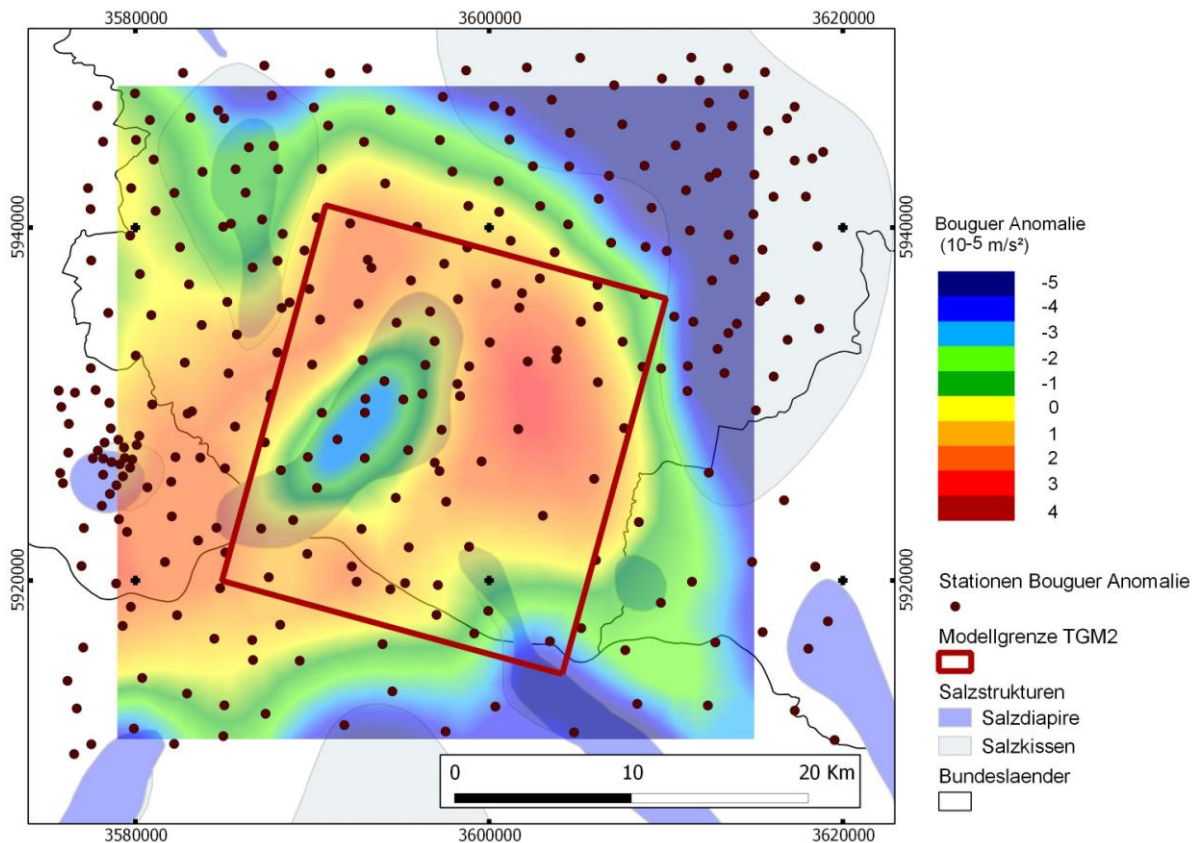 3580000 3600000 3620000
5940000 5940000
5920000 5920000
3580000 3600000 3620000
0 10 20 Km
Bouguer Anomalie
(10-5 m/s²)
-5
-4
-3
-2
-1
0
1
2
3
4
Stationen Bouguer Anomalie
Modellgrenze TGM2
Salzstrukturen
Salzdiapire
Salzkissen
Bundeslaender